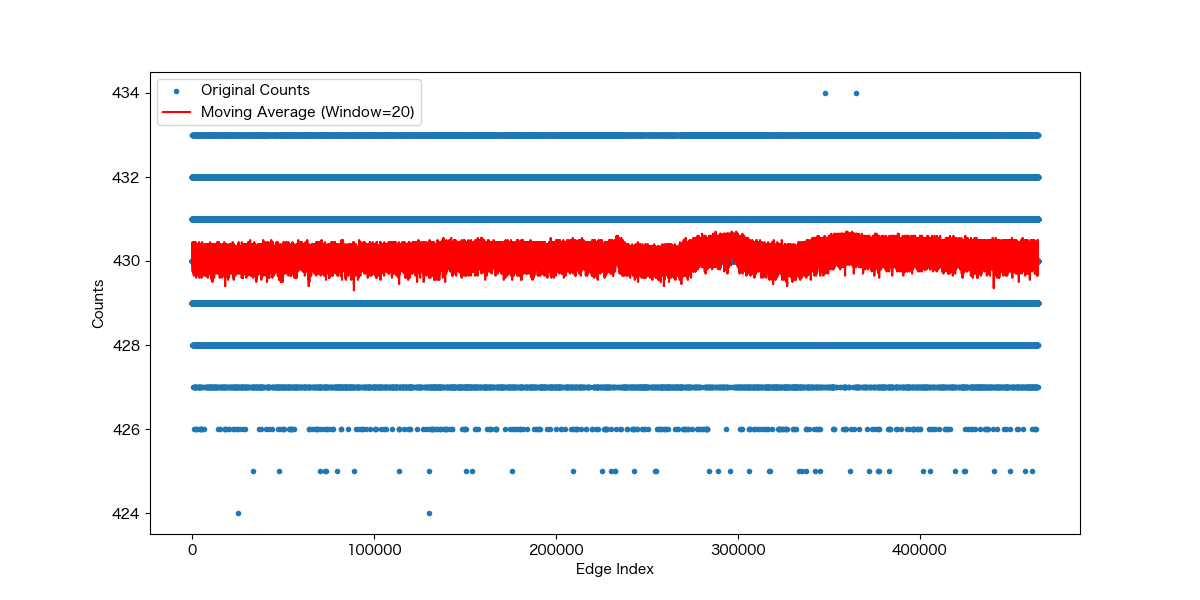 Original Counts
Moving Average (Window=20)
434
432
430
428
426
424
Counts
0
100000
200000
300000
400000
Edge Index